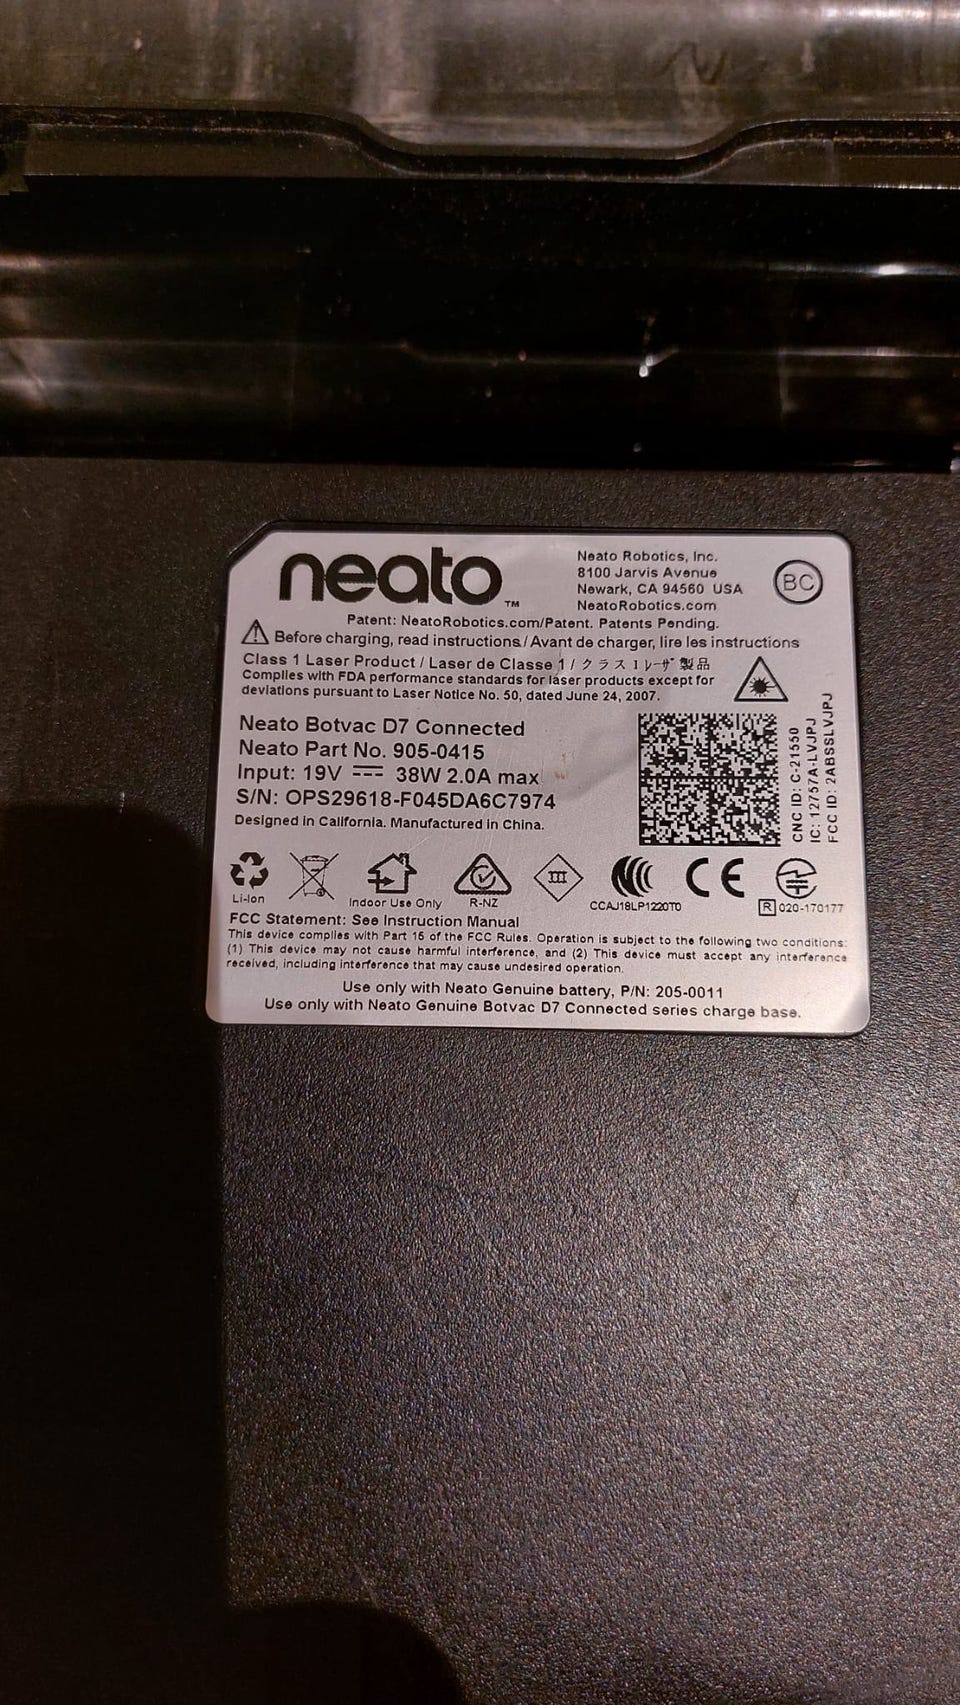 neato™
Neato Robotics, Inc.
8100 Jarvis Avenue
Newark, CA 94560 USA
NeatoRobotics.com
BC
Patent: NeatoRobotics.com/Patent. Patents Pending.
Before charging, read instructions / Avant de charger, lire les instructions
Class 1 Laser Product / Laser de Classe 1 / クラス1レーザ製品
Complies with FDA performance standards for laser products except for
deviations pursuant to Laser Notice No. 50, dated June 24, 2007.
Neato Botvac D7 Connected
Neato Part No. 905-0415
Input: 19V ⎓ 38W 2.0A max
S/N: OPS29618-F045DA6C7974
Designed in California. Manufactured in China.
CNC ID: C-21550
IC: 12757A-LVJPJ
FCC ID: 2ABSSLVJPJ
Li-Ion
Indoor Use Only
R-NZ
III
CCAJ18LP1220T0
CE
R 020-170177
FCC Statement: See Instruction Manual
This device complies with Part 15 of the FCC Rules. Operation is subject to the following two conditions:
(1) This device may not cause harmful interference, and (2) This device must accept any interference
received, including interference that may cause undesired operation.
Use only with Neato Genuine battery, P/N: 205-0011
Use only with Neato Genuine Botvac D7 Connected series charge base.